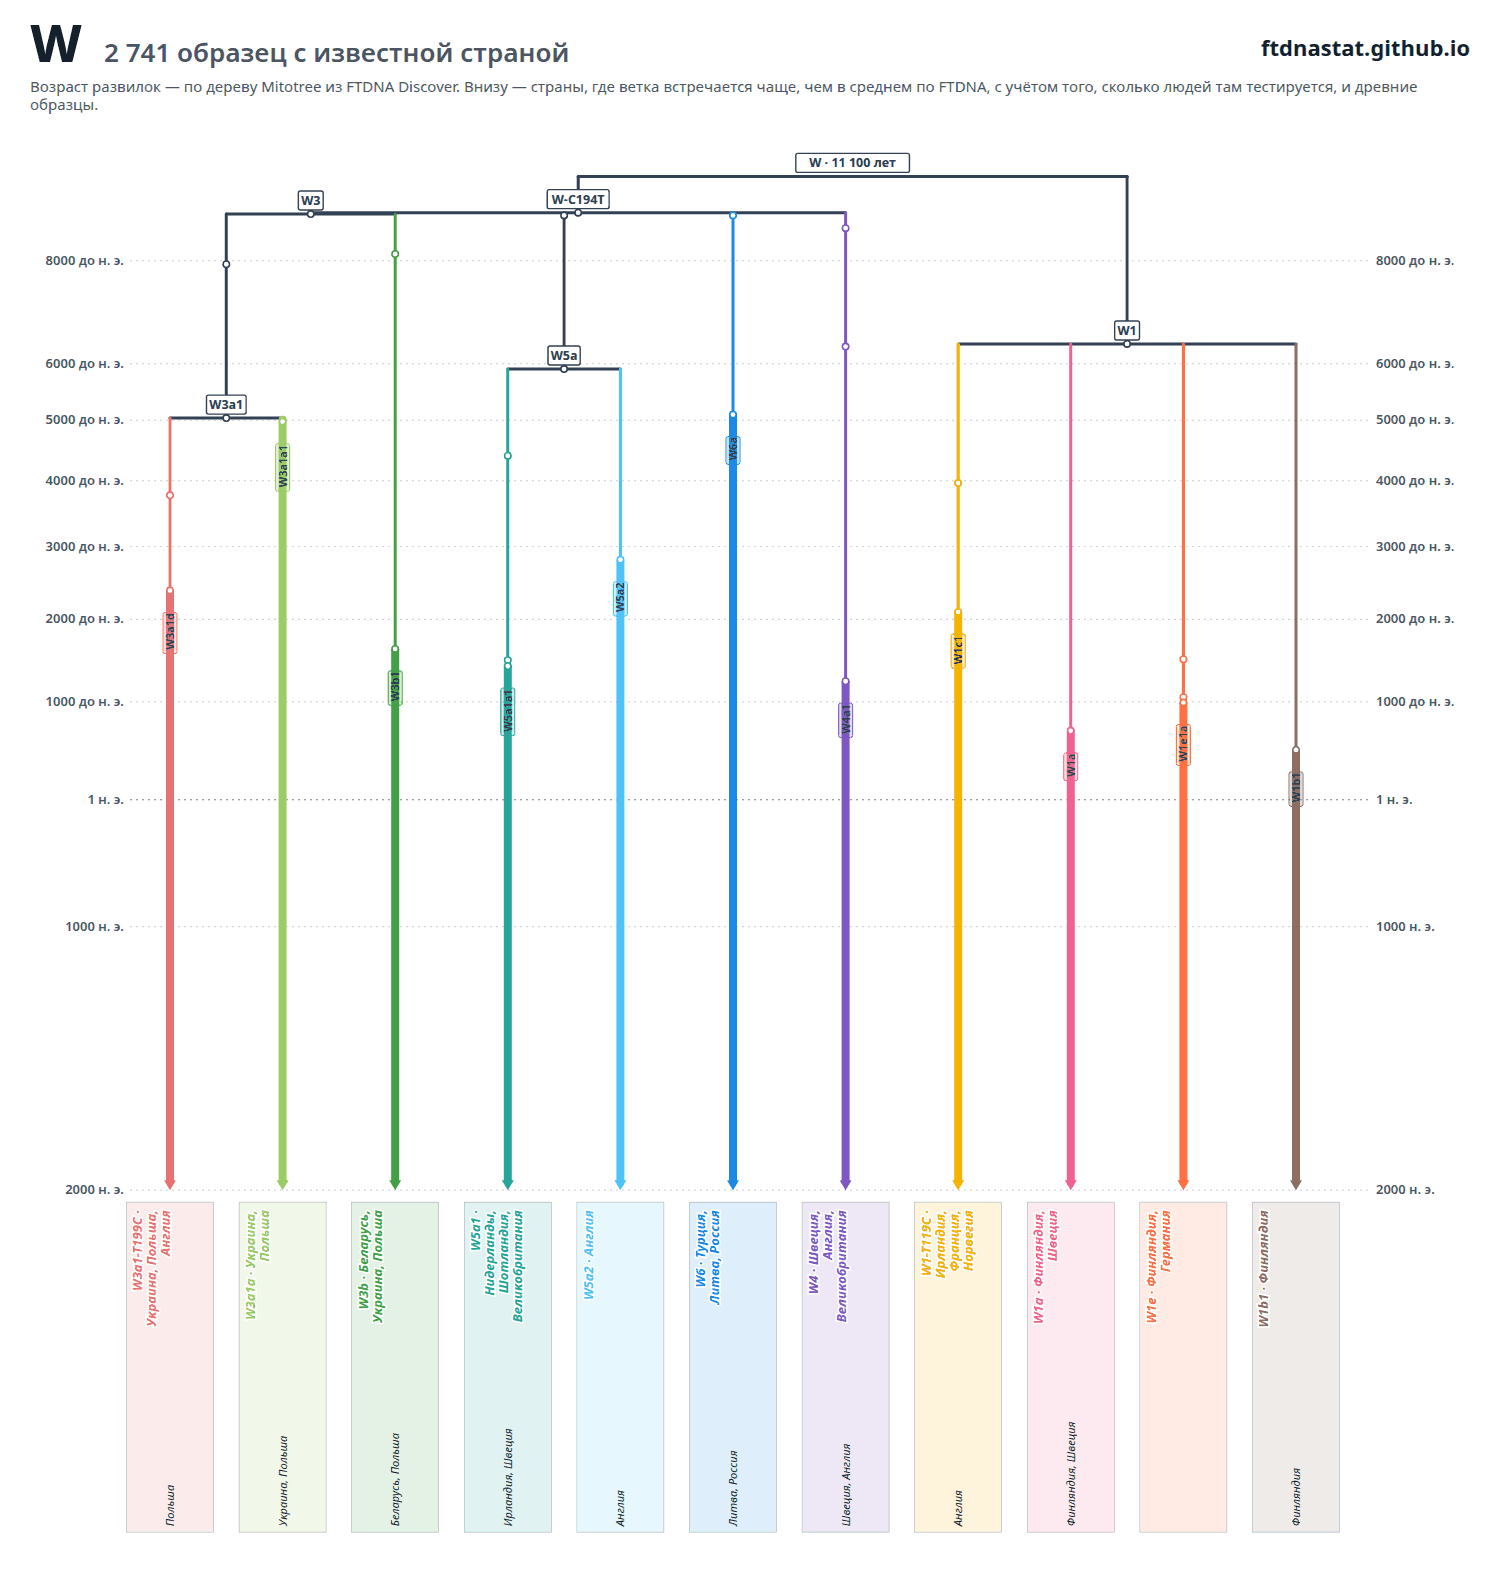 W 2 741 образец с известной страной
ftdnastat.github.io
Возраст развилок — по дереву Mitotree из FTDNA Discover. Внизу — страны, где ветка встречается чаще, чем в среднем по FTDNA, с учётом того, сколько людей там тестируется, и древние
образцы.
W · 11 100 лет
W3
W-C194T
8000 до н. э.
8000 до н. э.
W1
W5a
6000 до н. э.
6000 до н. э.
W3a1
5000 до н. э.
5000 до н. э.
W3a1a1
W6a
4000 до н. э.
4000 до н. э.
3000 до н. э.
3000 до н. э.
W5a2
2000 до н. э.
2000 до н. э.
W3a1d
W1c1
W3b1
1000 до н. э.
1000 до н. э.
W5a1a1
W4a1
W1a
W1e1a
W1b1
1 н. э.
1 н. э.
1000 н. э.
1000 н. э.
2000 н. э.
2000 н. э.
W3a1-T199C ·
Украина, Польша,
Англия
Польша
W3a1a · Украина,
Польша
Украина, Польша
W3b · Беларусь,
Украина, Польша
Беларусь, Польша
W5a1 ·
Нидерланды,
Шотландия,
Великобритания
Ирландия, Швеция
W5a2 · Англия
Англия
W6 · Турция,
Литва, Россия
Литва, Россия
W4 · Швеция,
Англия,
Великобритания
Швеция, Англия
W1-T119C ·
Ирландия,
Франция,
Норвегия
Англия
W1a · Финляндия,
Швеция
Финляндия, Швеция
W1e · Финляндия,
Германия
W1b1 · Финляндия
Финляндия